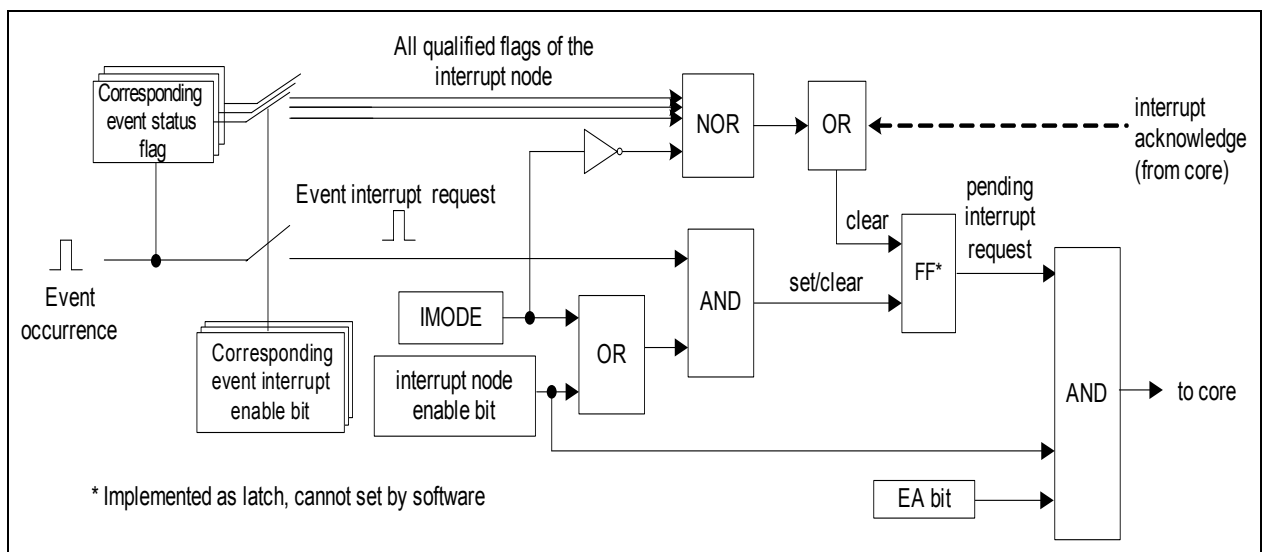 All qualified flags of the
interrupt node
Corresponding
event status
flag
NOR
OR
interrupt
acknowledge
(from core)
Event interrupt request
pending
interrupt
request
clear
Event
occurrence
IMODE
AND
set/clear
FF*
OR
Corresponding
event interrupt
enable bit
interrupt node
enable bit
AND
to core
EA bit
* Implemented as latch, cannot set by software